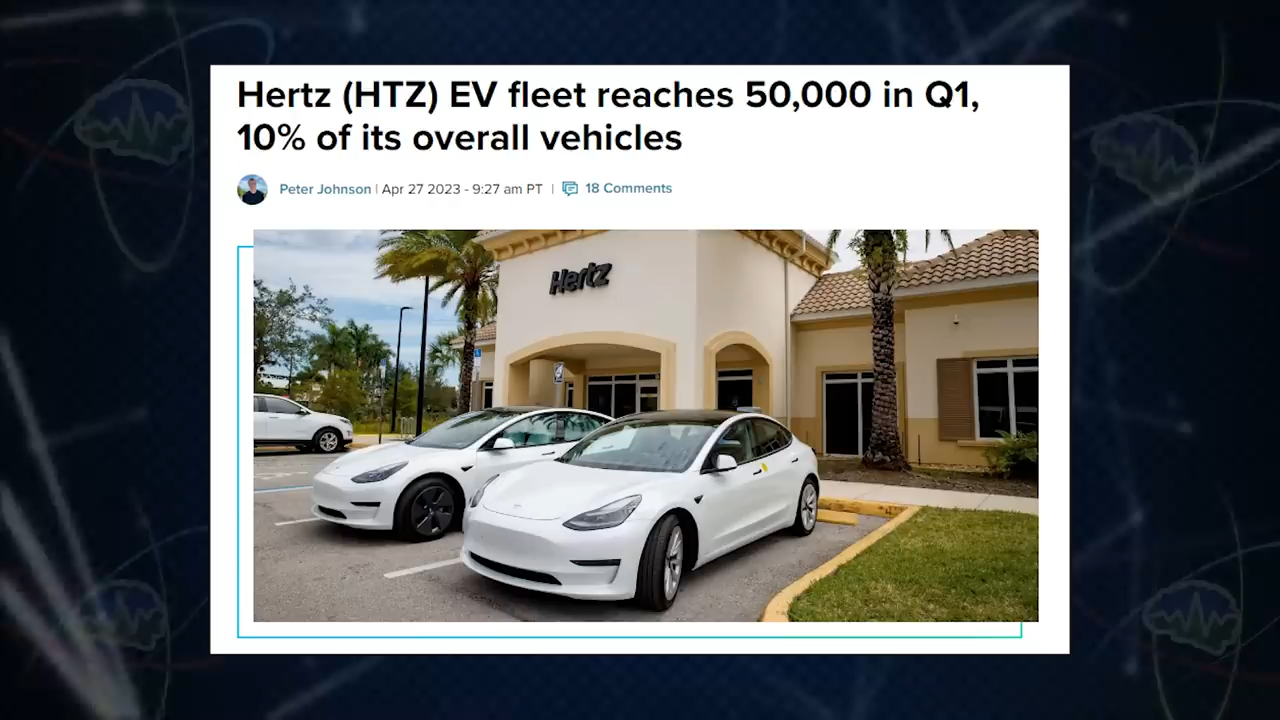 Hertz (HTZ) EV fleet reaches 50,000 in Q1,
10% of its overall vehicles
Peter Johnson | Apr 27 2023 - 9:27 am PT | 18 Comments
Hertz